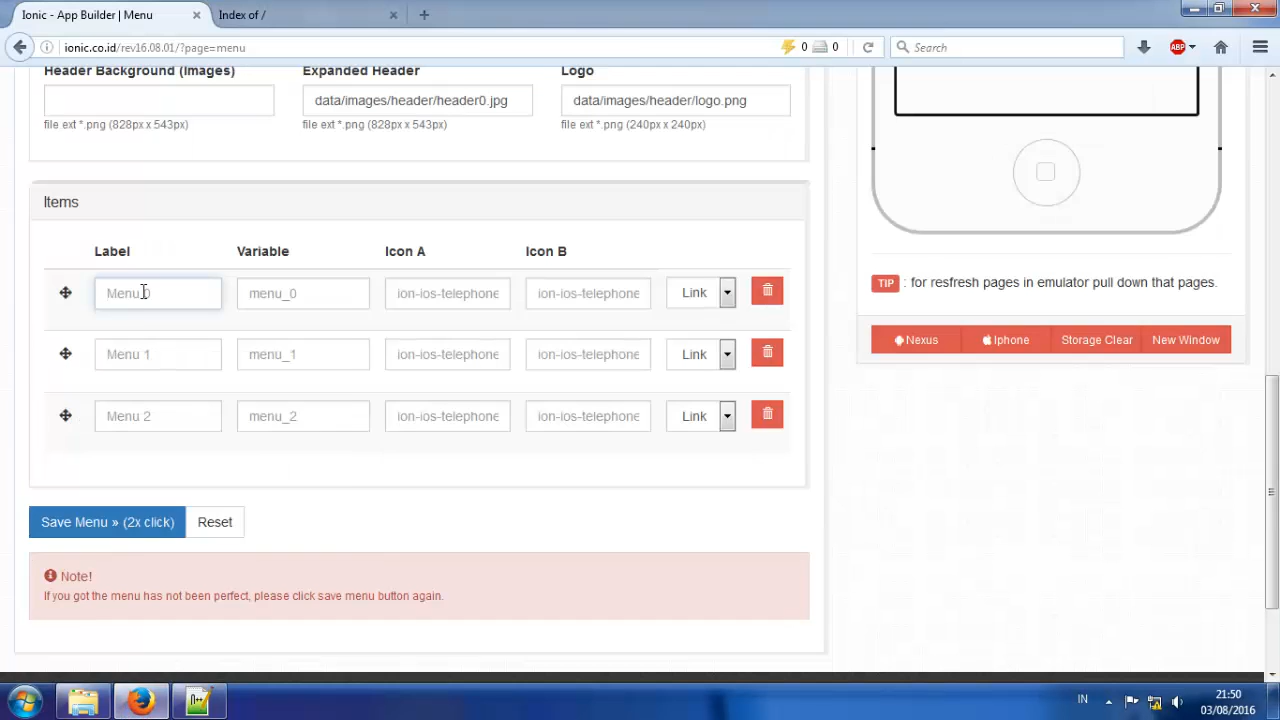 Ionic - App Builder | Menu
Index of /
ionic.co.id/rev16.08.01/?page=menu
0
0
Search
ABP
Header Background (Images)
Expanded Header
Logo
data/images/header/header0.jpg
data/images/header/logo.png
file ext *.png (828px x 543px)
file ext *.png (828px x 543px)
file ext *.png (240px x 240px)
Items
Label
Variable
Icon A
Icon B
Menu 0
menu_0
ion-ios-telephone
ion-ios-telephone
Link
Menu 1
menu_1
ion-ios-telephone
ion-ios-telephone
Link
Menu 2
menu_2
ion-ios-telephone
ion-ios-telephone
Link
Save Menu » (2x click)
Reset
Note!
If you got the menu has not been perfect, please click save menu button again.
TIP : for resfresh pages in emulator pull down that pages.
Nexus
Iphone
Storage Clear
New Window
IN
21:50
03/08/2016